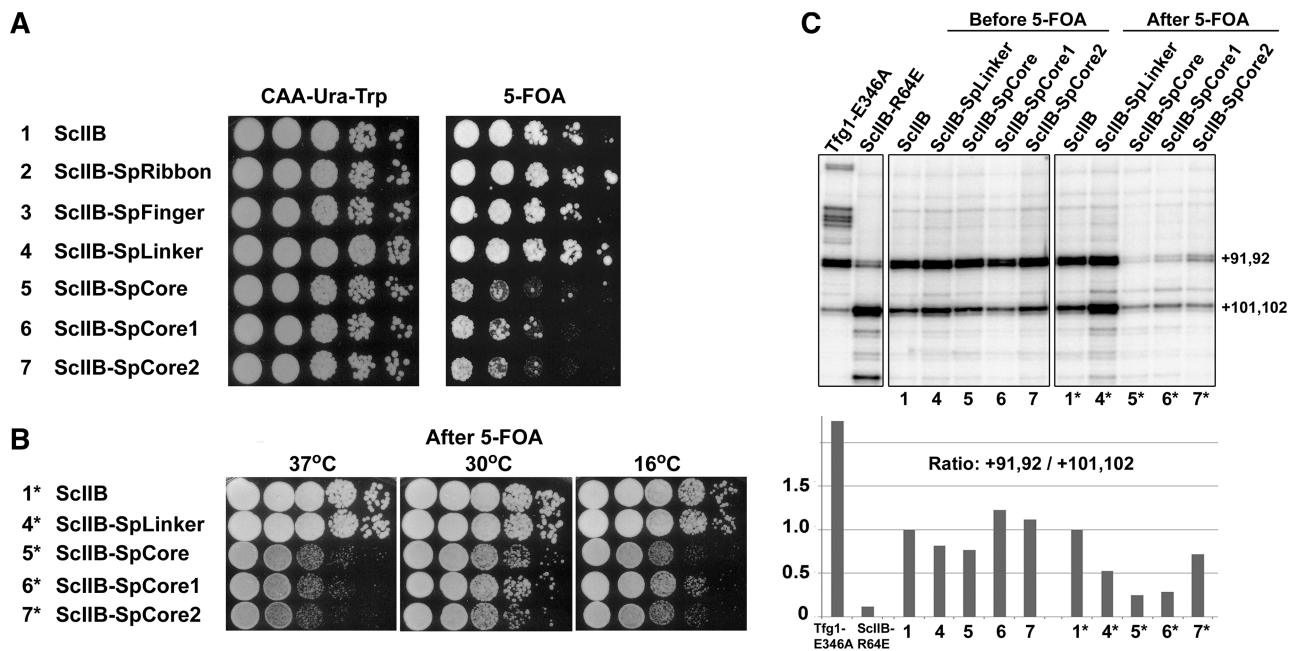 A
CAA-Ura-Trp 5-FOA
1 ScIIB
2 ScIIB-SpRibbon
3 ScIIB-SpFinger
4 ScIIB-SpLinker
5 ScIIB-SpCore
6 ScIIB-SpCore1
7 ScIIB-SpCore2
B
After 5-FOA
37°C 30°C 16°C
1* ScIIB
4* ScIIB-SpLinker
5* ScIIB-SpCore
6* ScIIB-SpCore1
7* ScIIB-SpCore2
C
Before 5-FOA After 5-FOA
Tfg1-E346A
ScIIB-R64E
ScIIB
ScIIB-SpLinker
ScIIB-SpCore
ScIIB-SpCore1
ScIIB-SpCore2
ScIIB
ScIIB-SpLinker
ScIIB-SpCore
ScIIB-SpCore1
ScIIB-SpCore2
+91,92
+101,102
1 4 5 6 7 1* 4* 5* 6* 7*
Ratio: +91,92 / +101,102
1.5
1.0
0.5
0
Tfg1-E346A ScIIB-R64E 1 4 5 6 7 1* 4* 5* 6* 7*